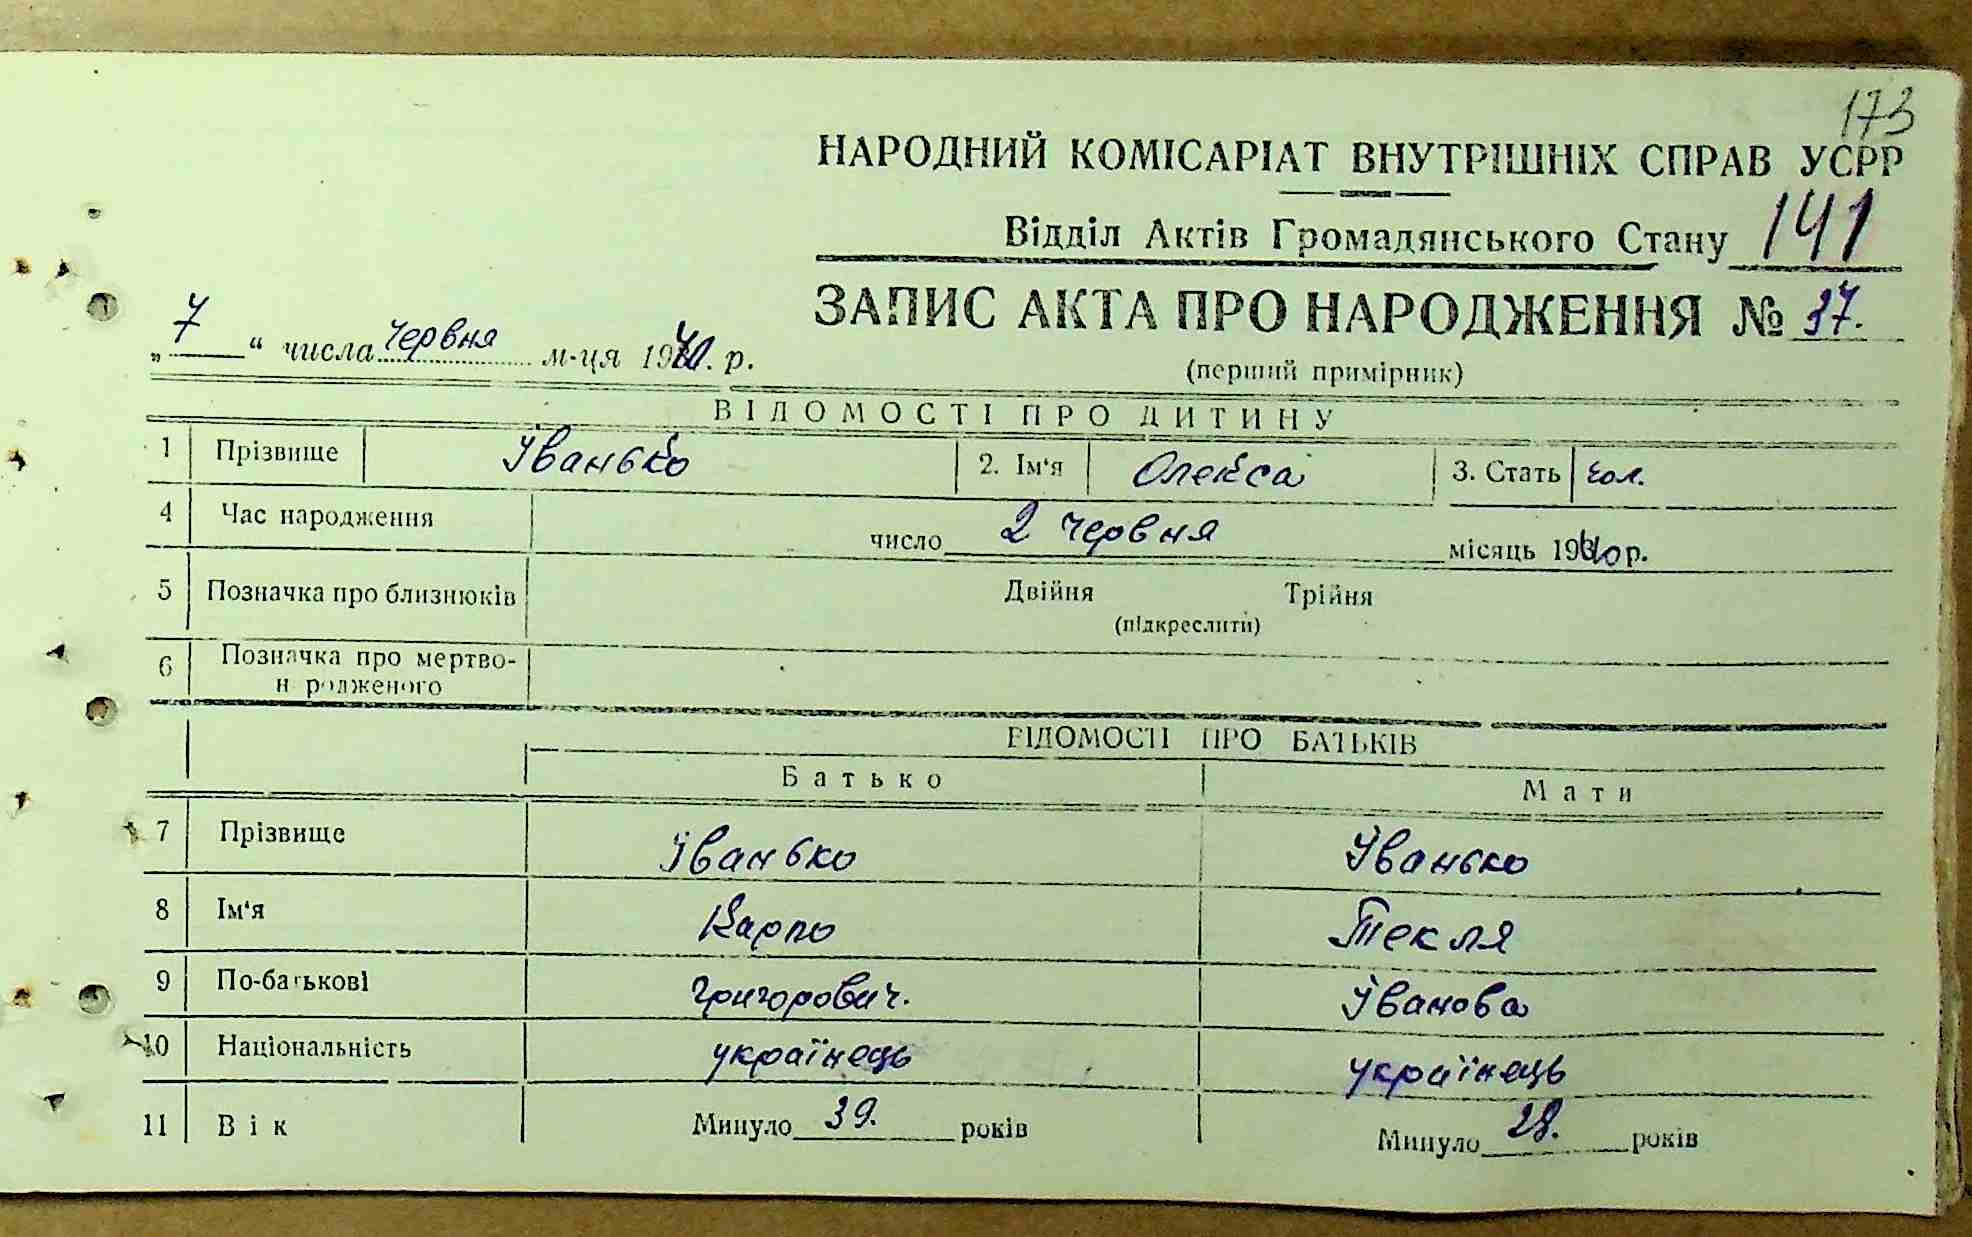 173
НАРОДНИЙ КОМІСАРІАТ ВНУТРІШНІХ СПРАВ УСРР
Відділ Актів Громадянського Стану 141
ЗАПИС АКТА ПРО НАРОДЖЕННЯ № 37.
„7“ числа червня м-ця 1940. р.
(перший примірник)
ВІДОМОСТІ ПРО ДИТИНУ
1 Прізвище Іванько 2. Ім'я Олекса 3. Стать чол.
4 Час народження число 2 червня місяць 1940 р.
5 Позначка про близнюків Двійня Трійня
(підкреслити)
6 Позначка про мертво-
н родженого
ВІДОМОСТІ ПРО БАТЬКІВ
Батько Мати
7 Прізвище Іванько Іванько
8 Ім'я Карпо Текля
9 По-батькові Григорович. Іванова
10 Національність українець українець
11 Вік Минуло 39. років Минуло 28. років